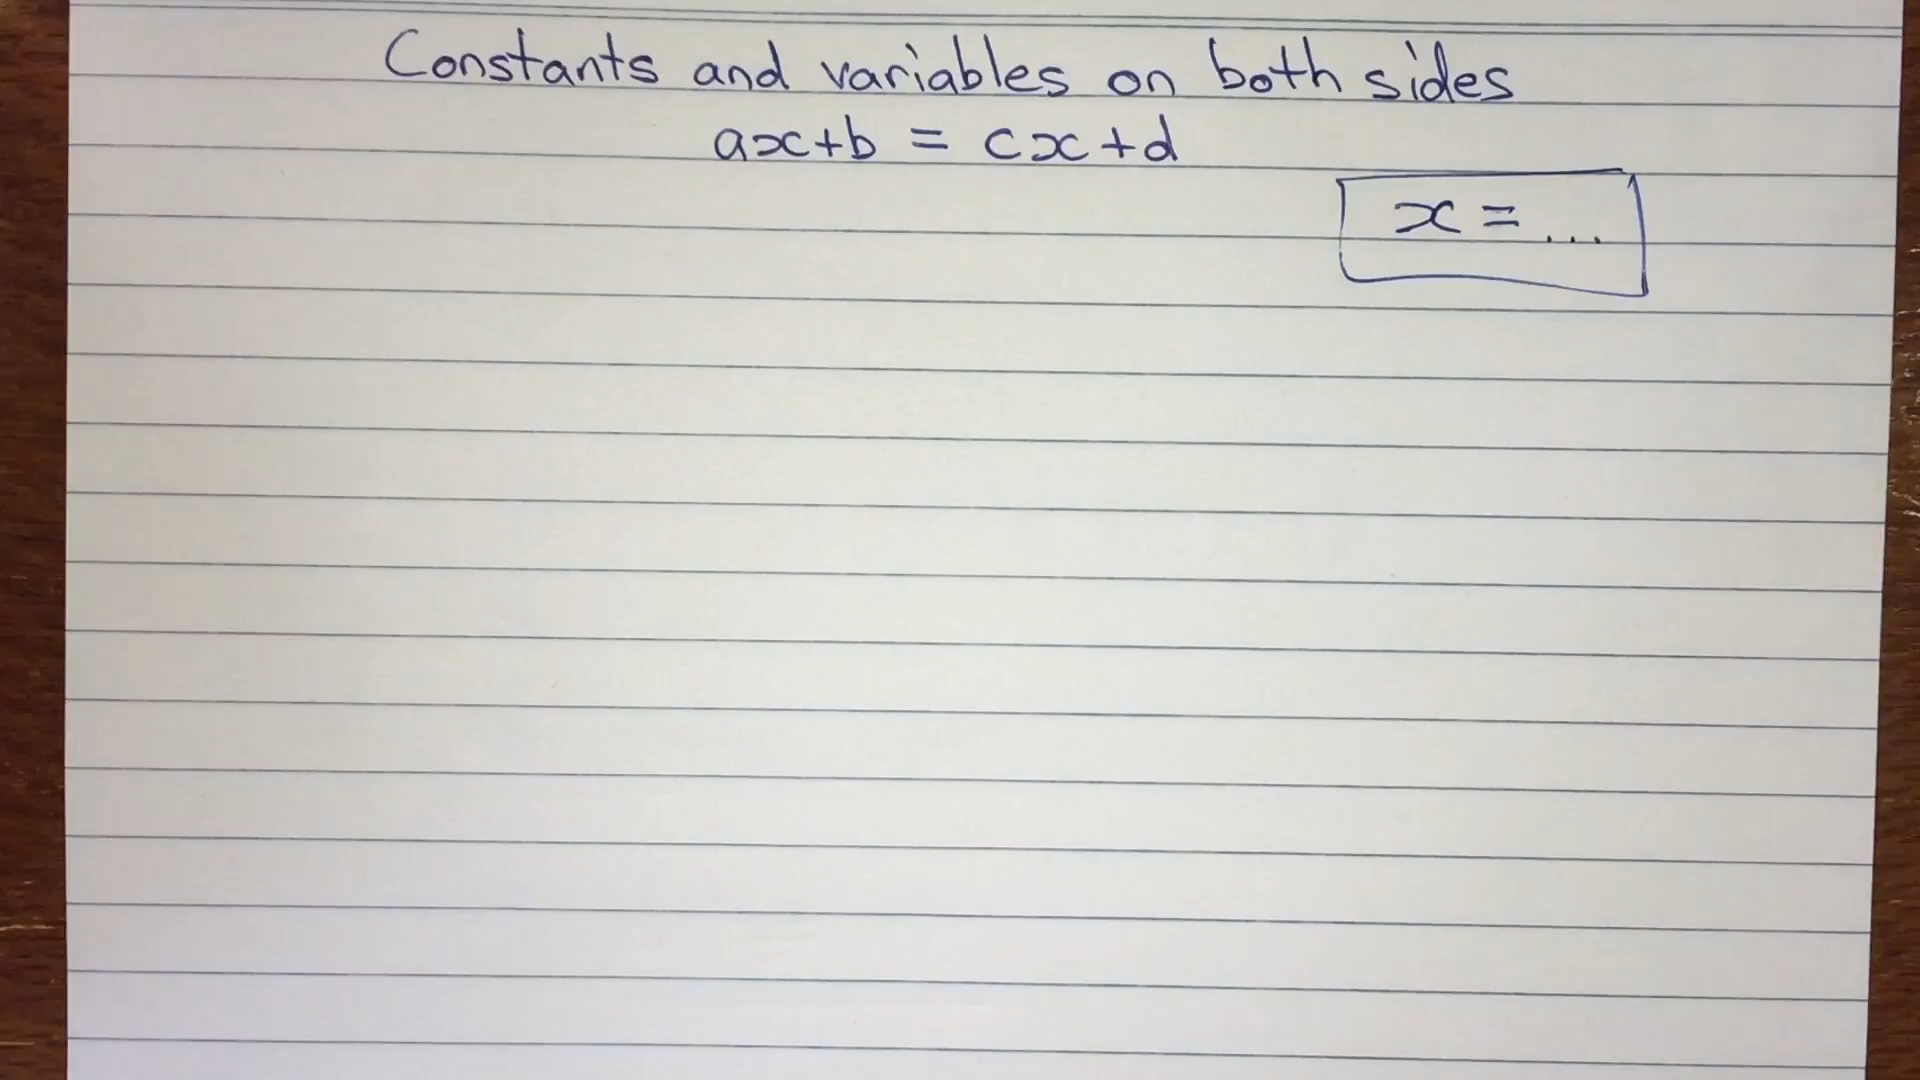 Constants and variables on both sides
ax+b = cx+d
x = ...